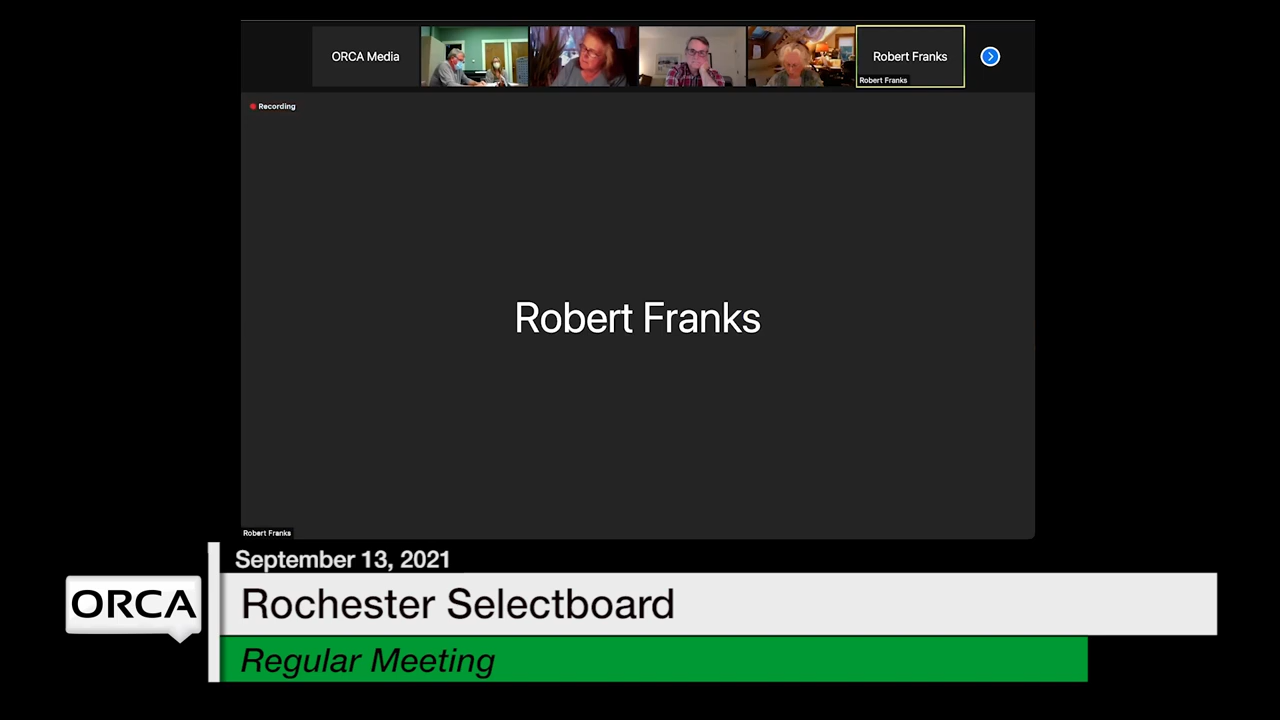 ORCA Media
Robert Franks
Robert Franks
Recording
Robert Franks
Robert Franks
September 13, 2021
ORCA
Rochester Selectboard
Regular Meeting